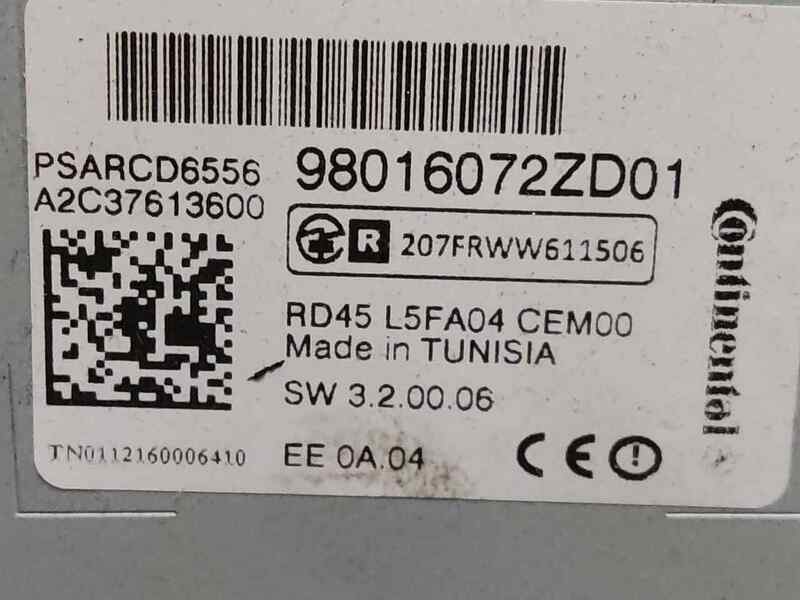 PSARCD6556
98016072ZD01
A2C37613600
R 207FRWW611506
RD45 L5FA04 CEM00
Made in TUNISIA
SW 3.2.00.06
TN0112160006410
EE 0A.04
CE
Continental